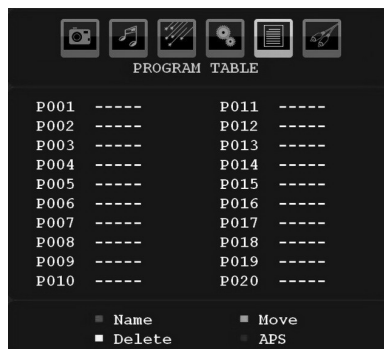 PROGRAM TABLE
P001 ----- P011 -----
P002 ----- P012 -----
P003 ----- P013 -----
P004 ----- P014 -----
P005 ----- P015 -----
P006 ----- P016 -----
P007 ----- P017 -----
P008 ----- P018 -----
P009 ----- P019 -----
P010 ----- P020 -----
Name Move
Delete APS